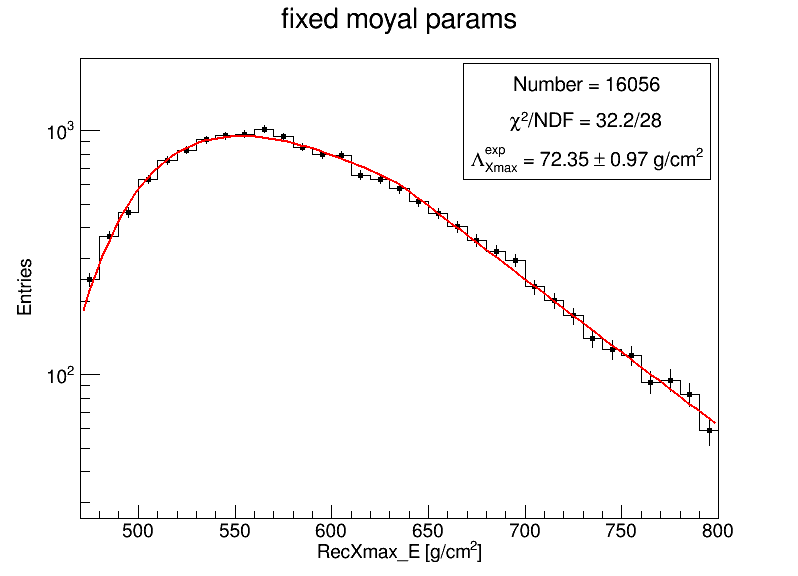 fixed moyal params
Number = 16056
χ²/NDF = 32.2/28
Λ^exp_Xmax = 72.35 ± 0.97 g/cm²
Entries
10³
10²
500 550 600 650 700 750 800
RecXmax_E [g/cm²]